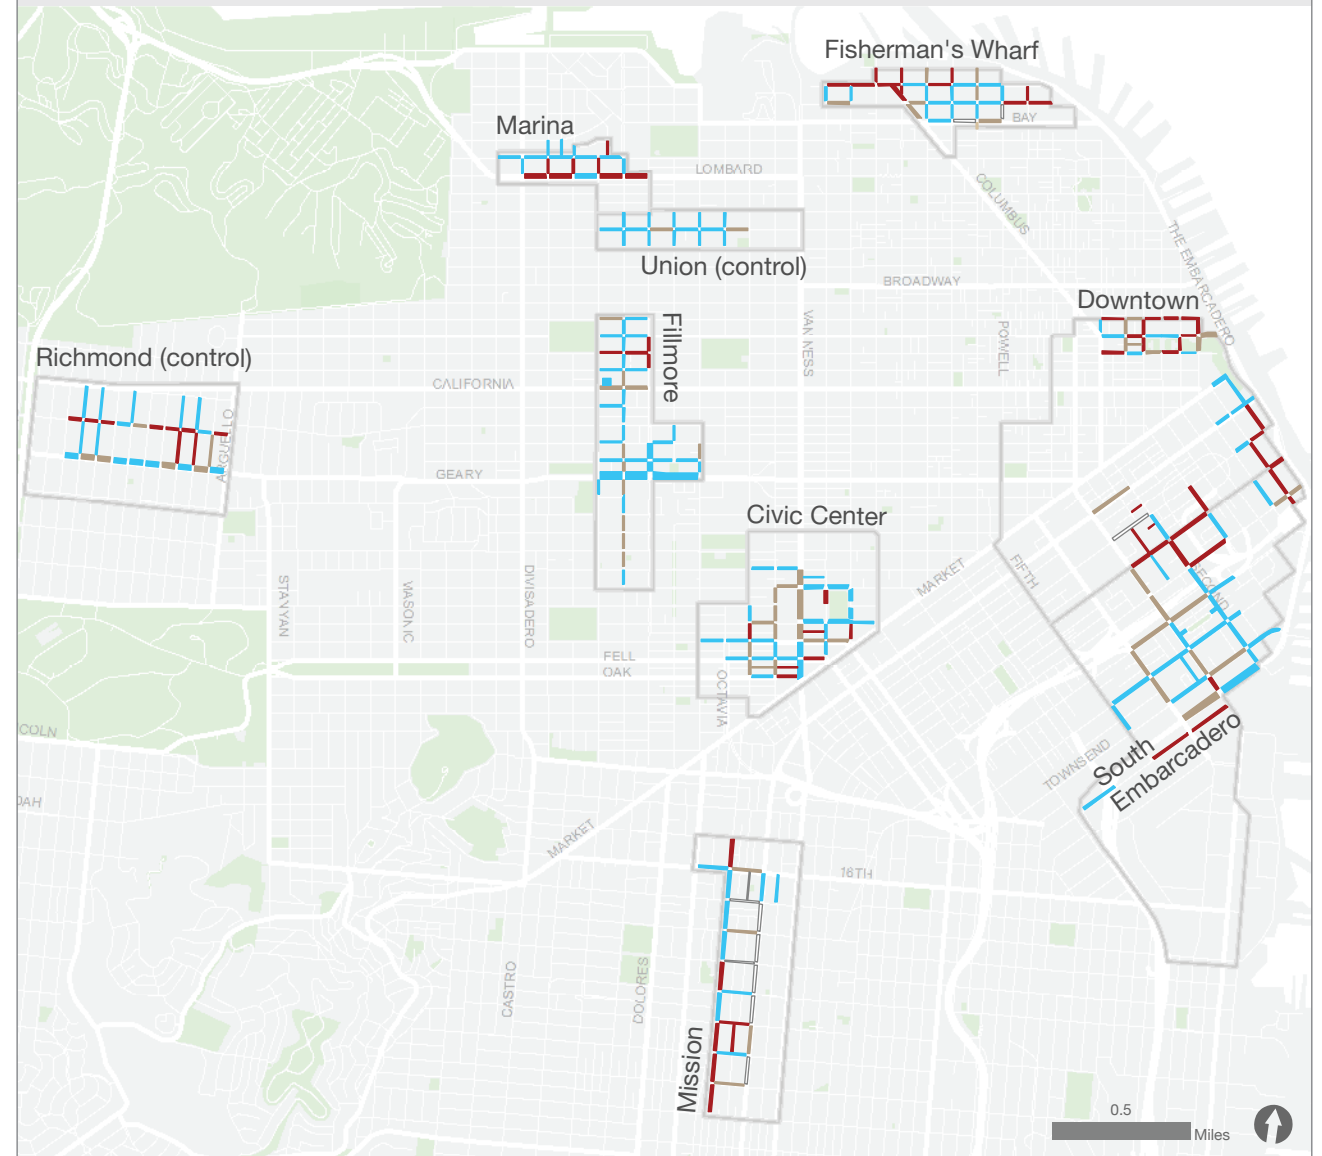 Fisherman's Wharf
BAY
Marina
LOMBARD
COLUMBUS
THE EMBARCADERO
Union (control)
BROADWAY
Downtown
VAN NESS
POWELL
Fillmore
Richmond (control)
CALIFORNIA
ARGUELLO
GEARY
Civic Center
MARKET
FIFTH
SECOND
STANYAN
MASONIC
DIVISADERO
FELL
OAK
OCTAVIA
COLN
TOWNSEND
South
Embarcadero
DAH
MARKET
16TH
CASTRO
DOLORES
Mission
0.5
Miles